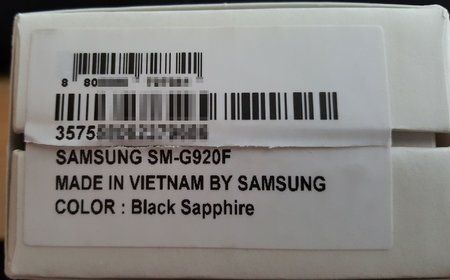 SAMSUNG SM-G920F
MADE IN VIETNAM BY SAMSUNG
COLOR : Black Sapphire